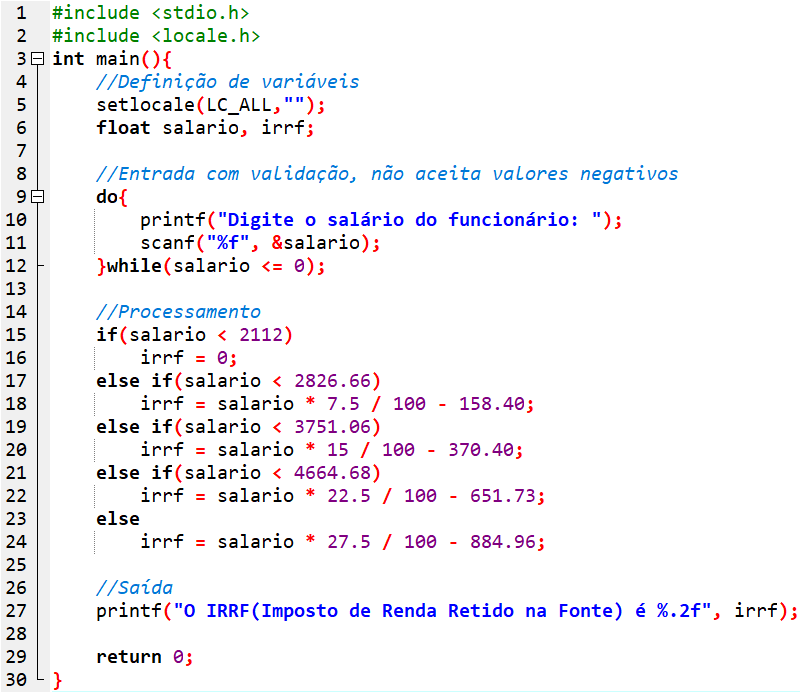 1 #include <stdio.h>
2 #include <locale.h>
3 int main(){
4     //Definição de variáveis
5     setlocale(LC_ALL,"");
6     float salario, irrf;
7
8     //Entrada com validação, não aceita valores negativos
9     do{
10         printf("Digite o salário do funcionário: ");
11         scanf("%f", &salario);
12     }while(salario <= 0);
13
14     //Processamento
15     if(salario < 2112)
16         irrf = 0;
17     else if(salario < 2826.66)
18         irrf = salario * 7.5 / 100 - 158.40;
19     else if(salario < 3751.06)
20         irrf = salario * 15 / 100 - 370.40;
21     else if(salario < 4664.68)
22         irrf = salario * 22.5 / 100 - 651.73;
23     else
24         irrf = salario * 27.5 / 100 - 884.96;
25
26     //Saída
27     printf("O IRRF(Imposto de Renda Retido na Fonte) é %.2f", irrf);
28
29     return 0;
30 }